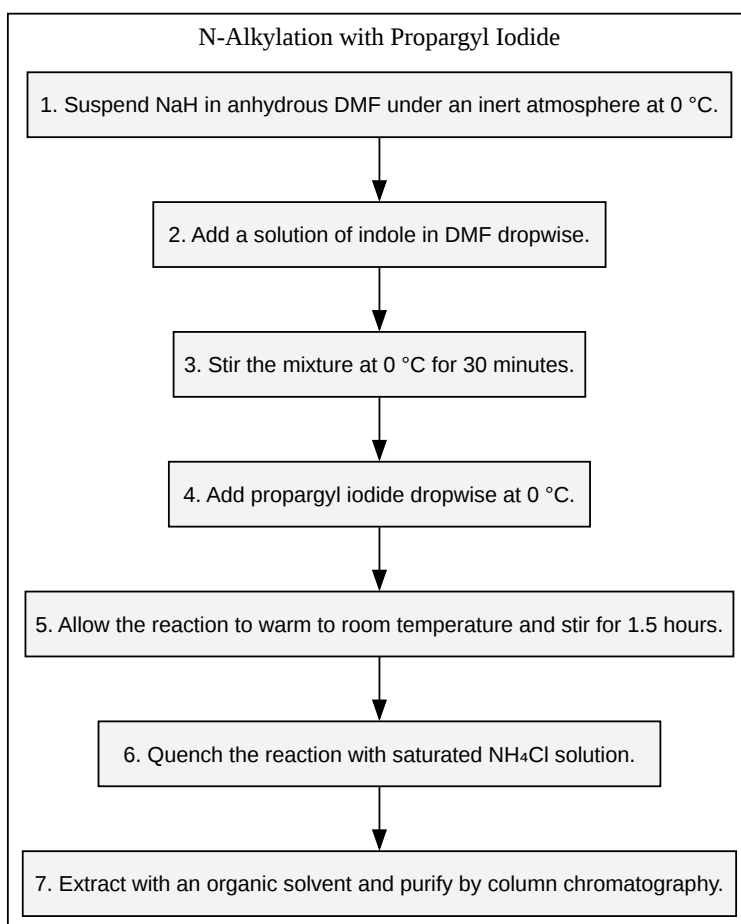 N-Alkylation with Propargyl Iodide
1. Suspend NaH in anhydrous DMF under an inert atmosphere at 0 °C.
2. Add a solution of indole in DMF dropwise.
3. Stir the mixture at 0 °C for 30 minutes.
4. Add propargyl iodide dropwise at 0 °C.
5. Allow the reaction to warm to room temperature and stir for 1.5 hours.
6. Quench the reaction with saturated NH₄Cl solution.
7. Extract with an organic solvent and purify by column chromatography.